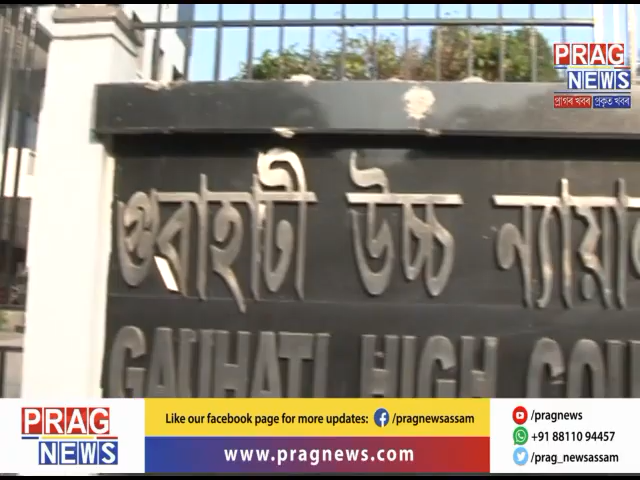 PRAG
NEWS
প্ৰাগৰ খবৰ প্ৰকৃত খবৰ
গুৱাহাটী উচ্চ
GAUHATI HIGH
PRAG
NEWS
Like our facebook page for more updates: /pragnewsassam
www.pragnews.com
/pragnews
+91 88110 94457
/prag_newsassam